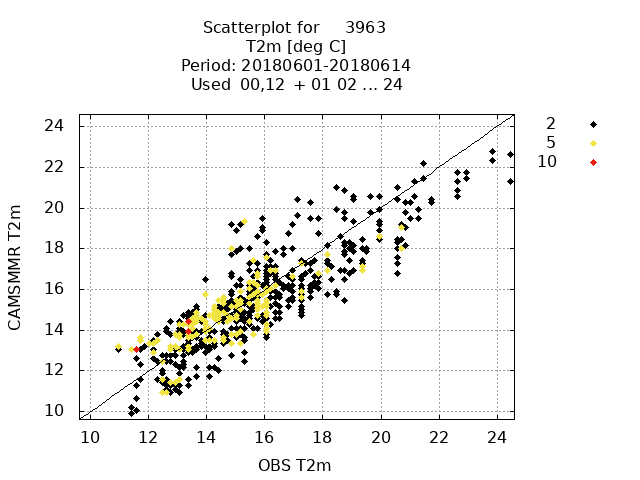 Scatterplot for 3963
T2m [deg C]
Period: 20180601-20180614
Used 00,12 + 01 02 ... 24
2
5
10
CAMSMMR T2m
24
22
20
18
16
14
12
10
10 12 14 16 18 20 22 24
OBS T2m